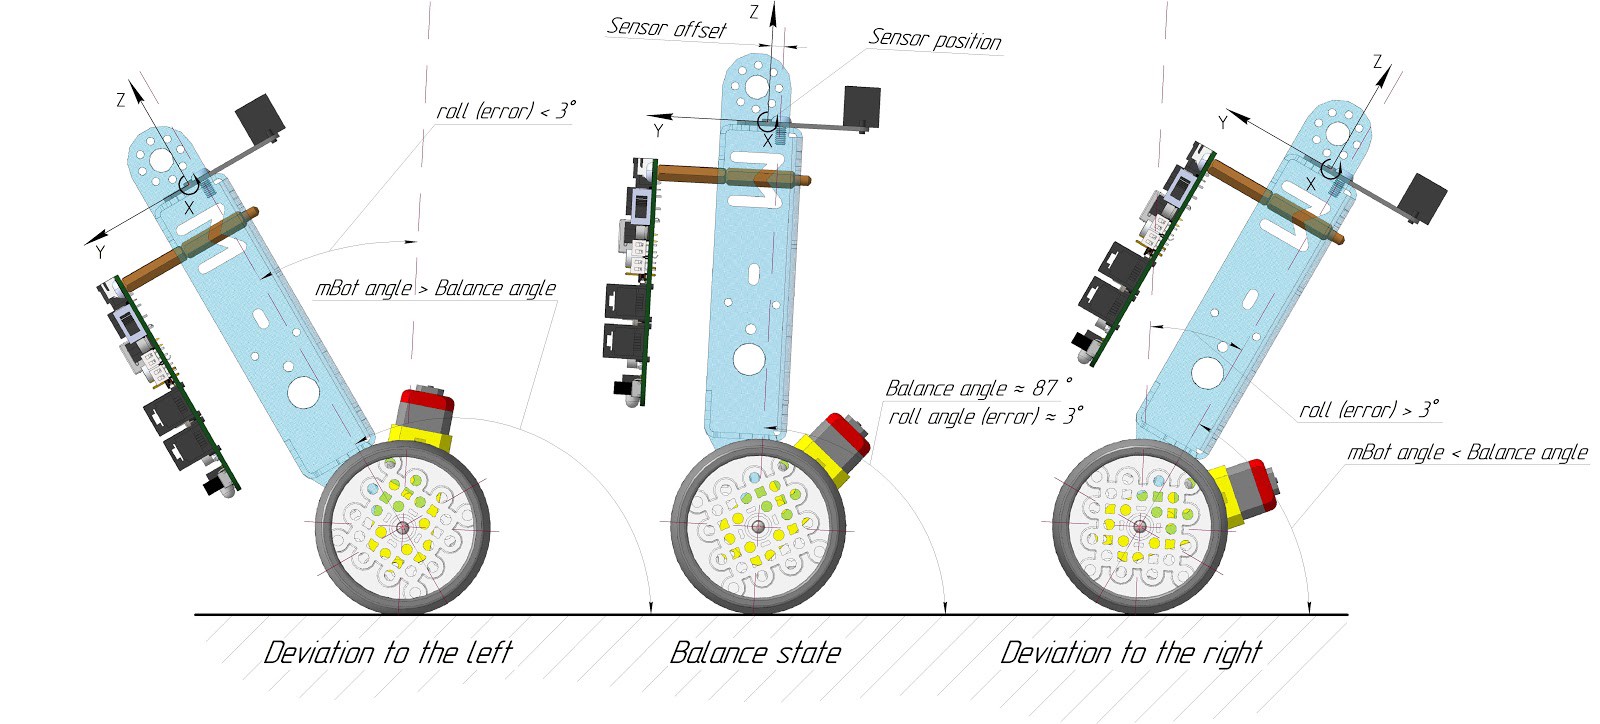 Z
Sensor offset
Sensor position
Y
X
Z
roll (error) < 3°
X
Y
mBot angle > Balance angle
Balance angle ≈ 87 °
roll angle (error) ≈ 3°
Z
Y
X
roll (error) > 3°
mBot angle < Balance angle
Deviation to the left
Balance state
Deviation to the right